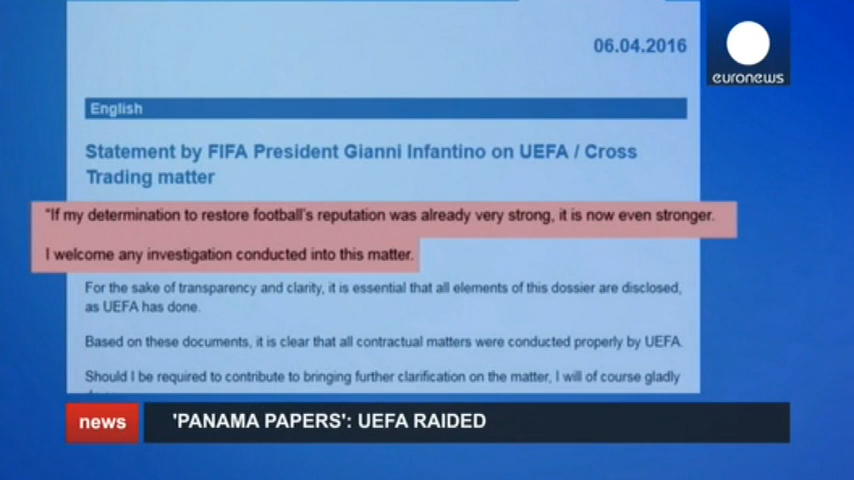 06.04.2016
euronews
English
Statement by FIFA President Gianni Infantino on UEFA / Cross
Trading matter
"If my determination to restore football's reputation was already very strong, it is now even stronger.
I welcome any investigation conducted into this matter.
For the sake of transparency and clarity, it is essential that all elements of this dossier are disclosed,
as UEFA has done.
Based on these documents, it is clear that all contractual matters were conducted properly by UEFA.
Should I be required to contribute to bringing further clarification on the matter, I will of course gladly
news
'PANAMA PAPERS': UEFA RAIDED